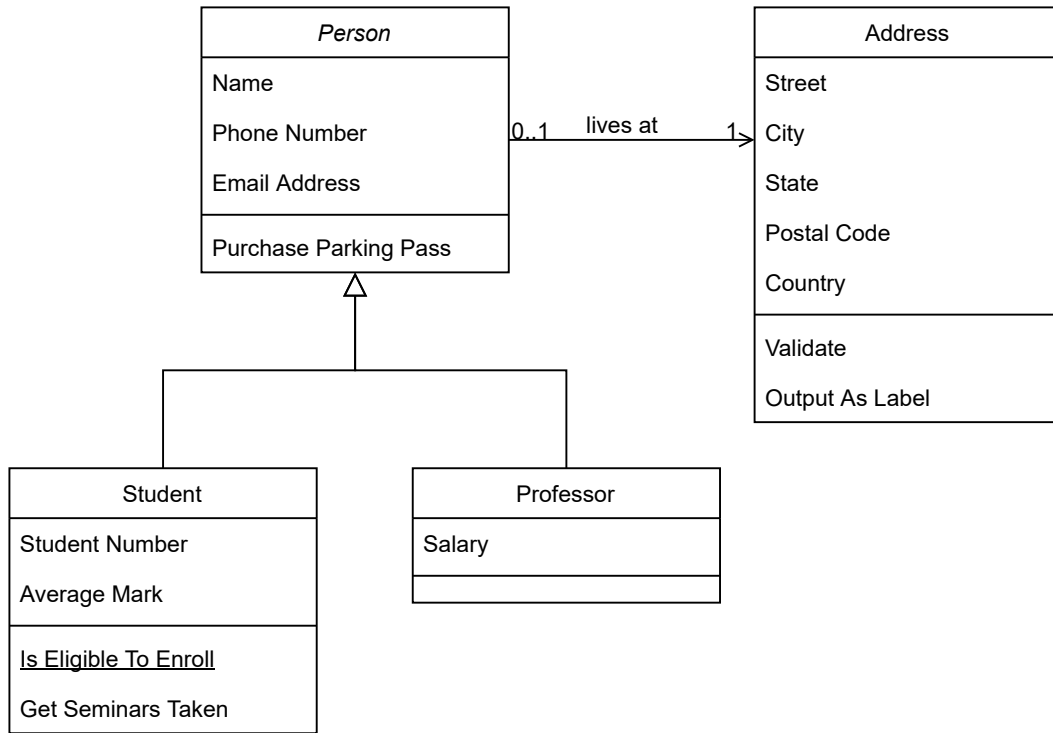 Person
Name
Phone Number
Email Address
Purchase Parking Pass
0..1
lives at
1
Address
Street
City
State
Postal Code
Country
Validate
Output As Label
Student
Student Number
Average Mark
Is Eligible To Enroll
Get Seminars Taken
Professor
Salary